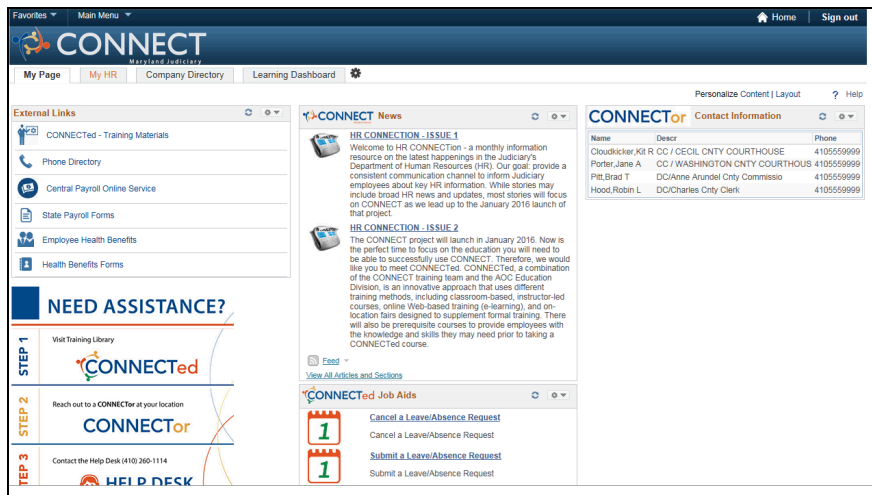 Favorites Main Menu Home Sign out
CONNECT
Maryland Judiciary
My Page My HR Company Directory Learning Dashboard
Personalize Content | Layout ? Help
External Links
CONNECTed - Training Materials
Phone Directory
Central Payroll Online Service
State Payroll Forms
Employee Health Benefits
Health Benefits Forms
NEED ASSISTANCE?
STEP 1
Visit Training Library
CONNECTed
STEP 2
Reach out to a CONNECTor at your location
CONNECTor
STEP 3
Contact the Help Desk (410) 260-1114
HELP DESK
CONNECT News
HR CONNECTION - ISSUE 1
Welcome to HR CONNECTion - a monthly information
resource on the latest happenings in the Judiciary's
Department of Human Resources (HR). Our goal: provide a
consistent communication channel to inform Judiciary
employees about key HR information. While stories may
include broad HR news and updates, most stories will focus
on CONNECT as we lead up to the January 2016 launch of
that project.
HR CONNECTION - ISSUE 2
The CONNECT project will launch in January 2016. Now is
the perfect time to focus on the education you will need to
be able to successfully use CONNECT. Therefore, we would
like you to meet CONNECTed. CONNECTed, a combination
of the CONNECT training team and the AOC Education
Division, is an innovative approach that uses different
training methods, including classroom-based, instructor-led
courses, online Web-based training (e-learning), and on-
location fairs designed to supplement formal training. There
will also be prerequisite courses to provide employees with
the knowledge and skills they may need prior to taking a
CONNECTed course.
Feed
View All Articles and Sections
CONNECTed Job Aids
1
Cancel a Leave/Absence Request
Cancel a Leave/Absence Request
1
Submit a Leave/Absence Request
Submit a Leave/Absence Request
CONNECTor Contact Information
Name Descr Phone
Cloudkicker,Kit R CC / CECIL CNTY COURTHOUSE 4105559999
Porter,Jane A CC / WASHINGTON CNTY COURTHOUS 4105559999
Pitt,Brad T DC/Anne Arundel Cnty Commissio 4105559999
Hood,Robin L DC/Charles Cnty Clerk 4105559999